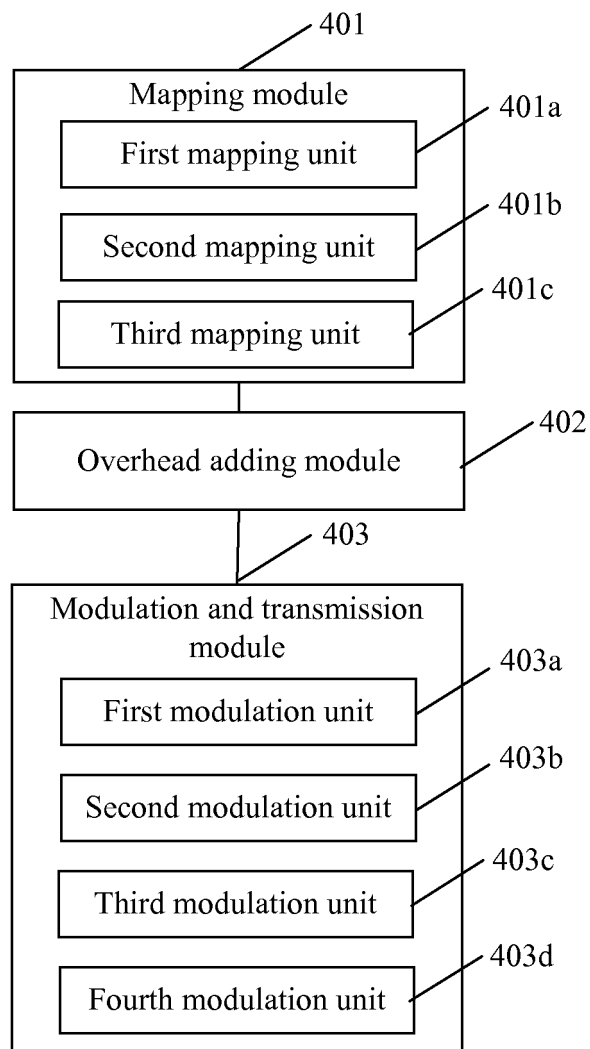 401
Mapping module
401a
First mapping unit
401b
Second mapping unit
401c
Third mapping unit
402
Overhead adding module
403
Modulation and transmission
module
403a
First modulation unit
403b
Second modulation unit
403c
Third modulation unit
403d
Fourth modulation unit